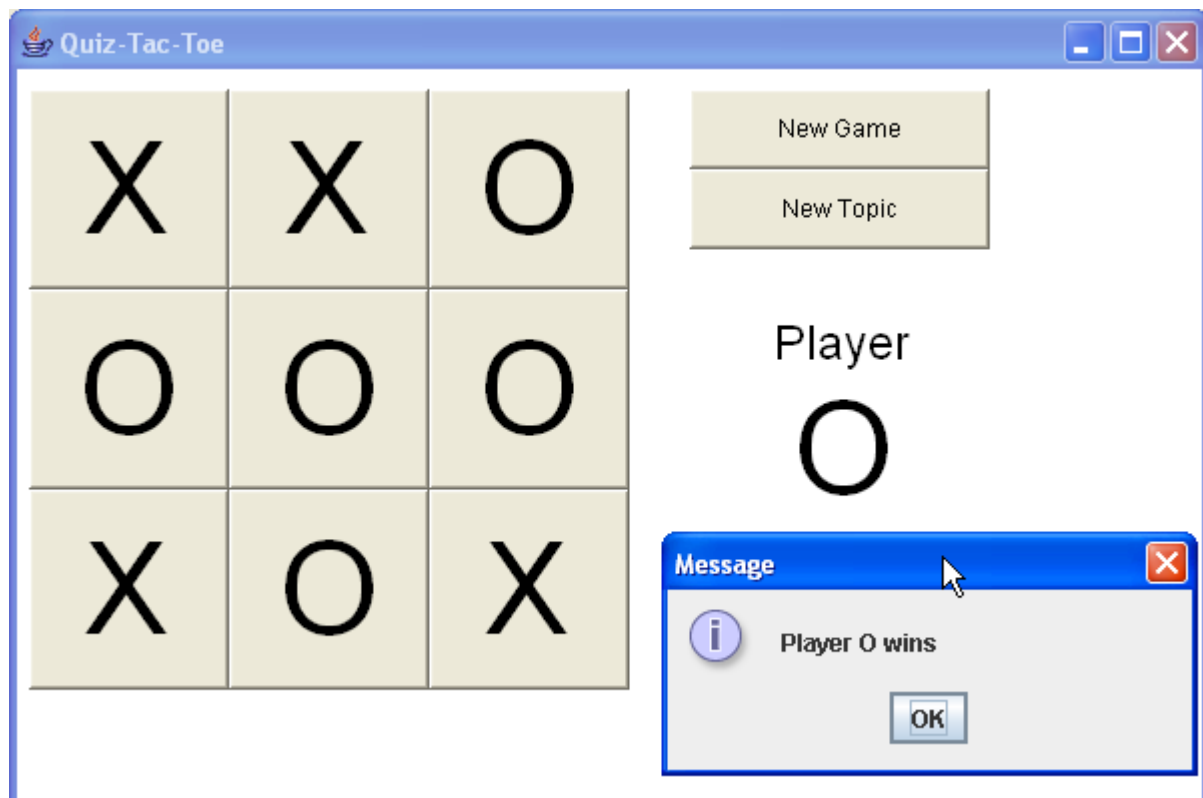 Quiz-Tac-Toe
X X O
O O O
X O X
New Game
New Topic
Player
O
Message
Player O wins
OK